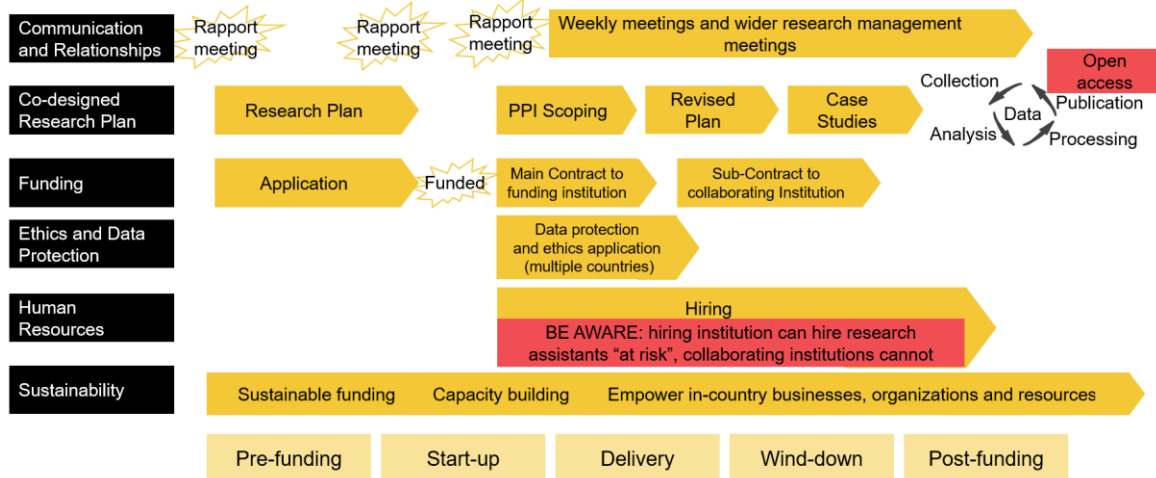 Communication
and Relationships
Rapport
meeting
Rapport
meeting
Rapport
meeting
Weekly meetings and wider research management
meetings
Co-designed
Research Plan
Research Plan
PPI Scoping
Revised
Plan
Case
Studies
Open
access
Collection
Publication
Data
Analysis
Processing
Funding
Application
Funded
Main Contract to
funding institution
Sub-Contract to
collaborating Institution
Ethics and Data
Protection
Data protection
and ethics application
(multiple countries)
Human
Resources
Hiring
BE AWARE: hiring institution can hire research
assistants “at risk”, collaborating institutions cannot
Sustainability
Sustainable funding
Capacity building
Empower in-country businesses, organizations and resources
Pre-funding
Start-up
Delivery
Wind-down
Post-funding